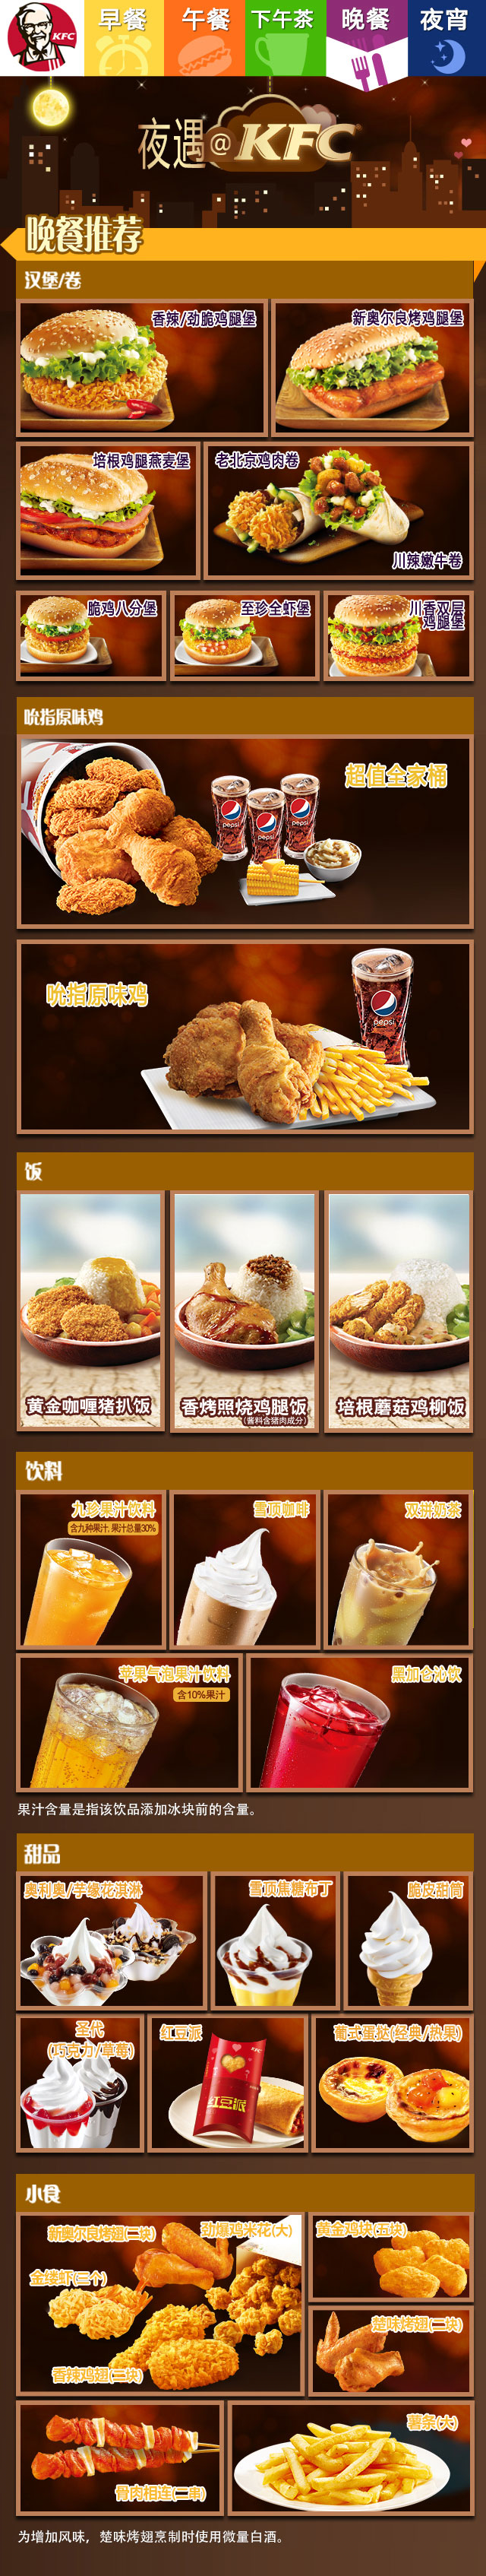 KFC
早餐
午餐
下午茶
晚餐
夜宵
夜遇@KFC
晚餐推荐
汉堡/卷
香辣/劲脆鸡腿堡
新奥尔良烤鸡腿堡
培根鸡腿燕麦堡
老北京鸡肉卷
川辣嫩牛卷
脆鸡八分堡
至珍全虾堡
川香双层
鸡腿堡
吮指原味鸡
超值全家桶
pepsi
pepsi
pepsi
吮指原味鸡
pepsi
饭
黄金咖喱猪扒饭
香烤照烧鸡腿饭
(酱料含猪肉成分)
培根蘑菇鸡柳饭
饮料
九珍果汁饮料
含九种果汁, 果汁总量30%
雪顶咖啡
双拼奶茶
苹果气泡果汁饮料
含10%果汁
黑加仑沁饮
果汁含量是指该饮品添加冰块前的含量。
甜品
奥利奥/芋缘花淇淋
雪顶焦糖布丁
脆皮甜筒
圣代
(巧克力/草莓)
红豆派
红豆派
葡式蛋挞(经典/热果)
小食
新奥尔良烤翅(二块)
劲爆鸡米花(大)
黄金鸡块(五块)
金缕虾(三个)
楚味烤翅(二块)
香辣鸡翅(二块)
骨肉相连(二串)
薯条(大)
为增加风味，楚味烤翅烹制时使用微量白酒。